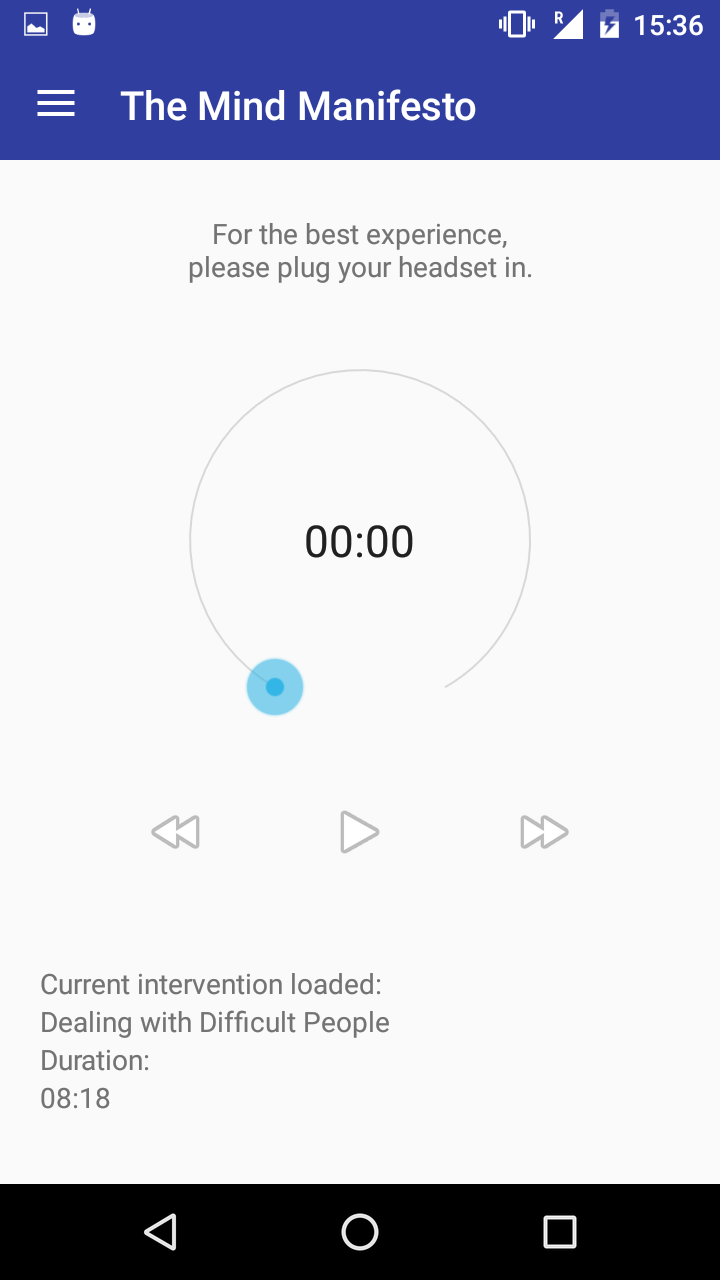 R
15:36
The Mind Manifesto
For the best experience,
please plug your headset in.
00:00
Current intervention loaded:
Dealing with Difficult People
Duration:
08:18